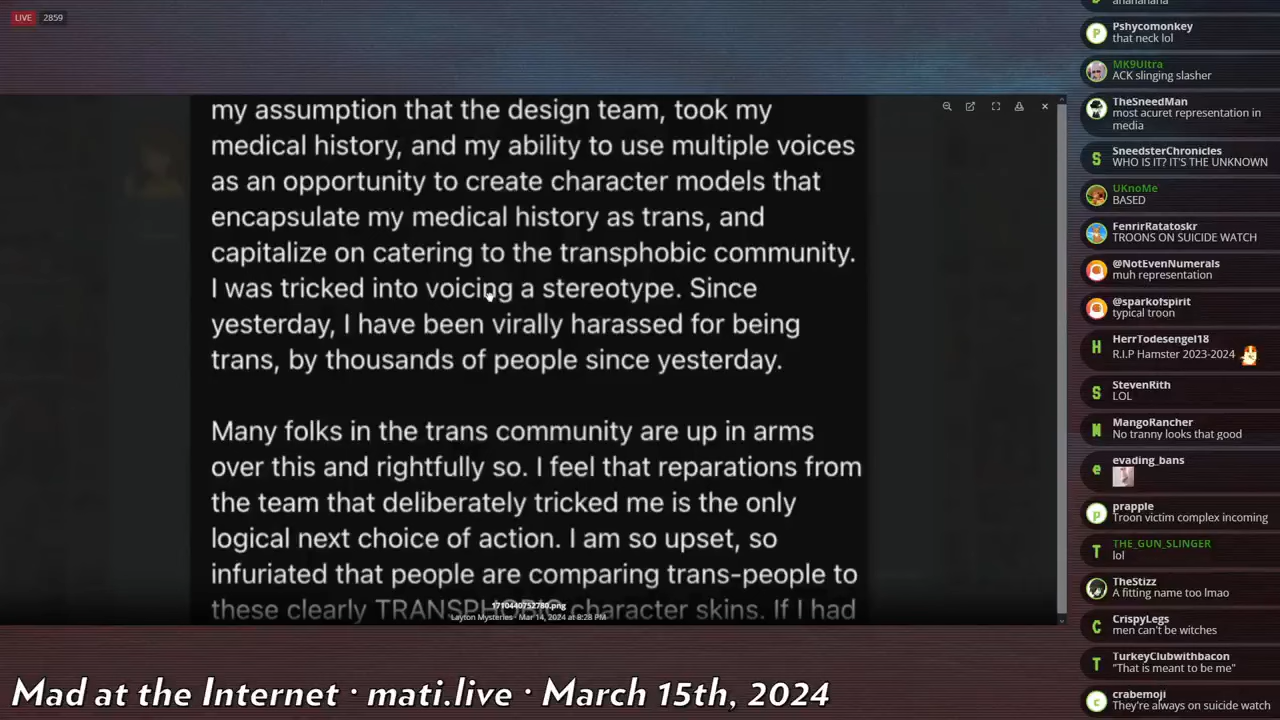 LIVE 2859
my assumption that the design team, took my
medical history, and my ability to use multiple voices
as an opportunity to create character models that
encapsulate my medical history as trans, and
capitalize on catering to the transphobic community.
I was tricked into voicing a stereotype. Since
yesterday, I have been virally harassed for being
trans, by thousands of people since yesterday.
Many folks in the trans community are up in arms
over this and rightfully so. I feel that reparations from
the team that deliberately tricked me is the only
logical next choice of action. I am so upset, so
infuriated that people are comparing trans-people to
these clearly TRANSPHOBIC character skins. If I had
1710440752780.png
Layton Mysteries · Mar 14, 2024 at 8:28 PM
Mad at the Internet · mati.live · March 15th, 2024
ahahahaha
Pshycomonkey
that neck lol
MK9Ultra
ACK slinging slasher
TheSneedMan
most acuret representation in
media
SneedsterChronicles
WHO IS IT? IT'S THE UNKNOWN
UKnoMe
BASED
FenrirRatatoskr
TROONS ON SUICIDE WATCH
@NotEvenNumerals
muh representation
@sparkofspirit
typical troon
HerrTodesengel18
R.I.P Hamster 2023-2024
StevenRith
LOL
MangoRancher
No tranny looks that good
evading_bans
prapple
Troon victim complex incoming
THE_GUN_SLINGER
lol
TheStizz
A fitting name too lmao
CrispyLegs
men can't be witches
TurkeyClubwithbacon
"That is meant to be me"
crabemoji
They're always on suicide watch